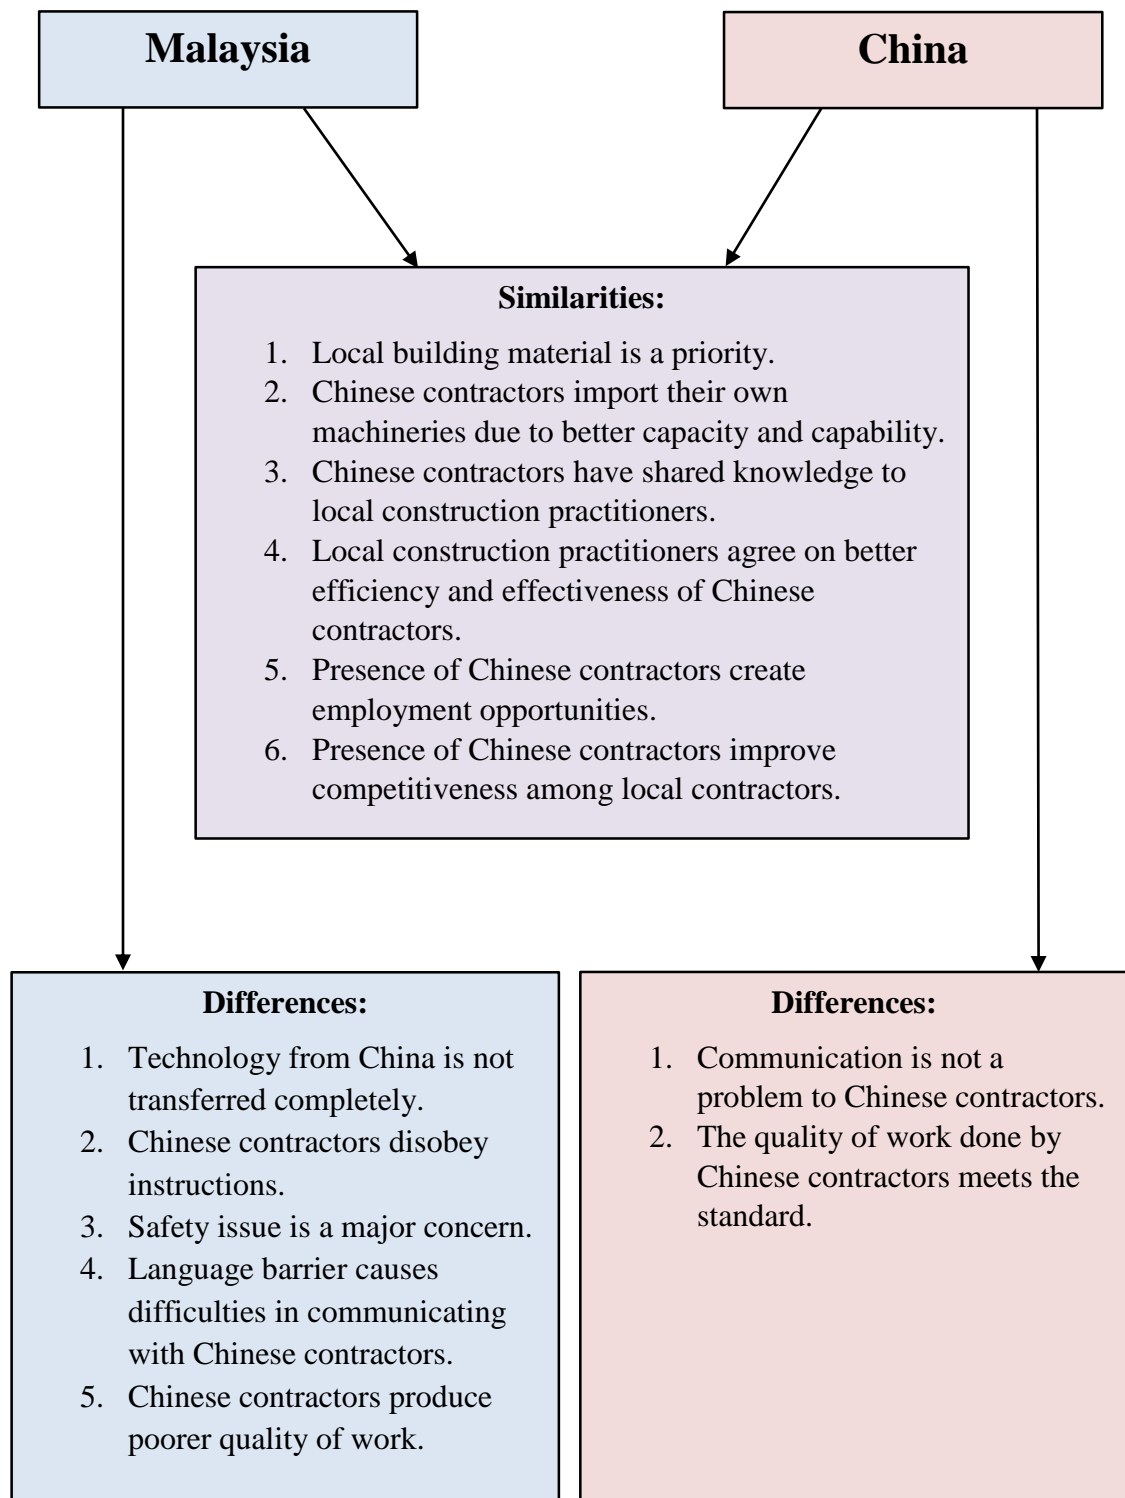 Malaysia
China
Similarities:
1. Local building material is a priority.
2. Chinese contractors import their own
machineries due to better capacity and capability.
3. Chinese contractors have shared knowledge to
local construction practitioners.
4. Local construction practitioners agree on better
efficiency and effectiveness of Chinese
contractors.
5. Presence of Chinese contractors create
employment opportunities.
6. Presence of Chinese contractors improve
competitiveness among local contractors.
Differences:
1. Technology from China is not
transferred completely.
2. Chinese contractors disobey
instructions.
3. Safety issue is a major concern.
4. Language barrier causes
difficulties in communicating
with Chinese contractors.
5. Chinese contractors produce
poorer quality of work.
Differences:
1. Communication is not a
problem to Chinese contractors.
2. The quality of work done by
Chinese contractors meets the
standard.